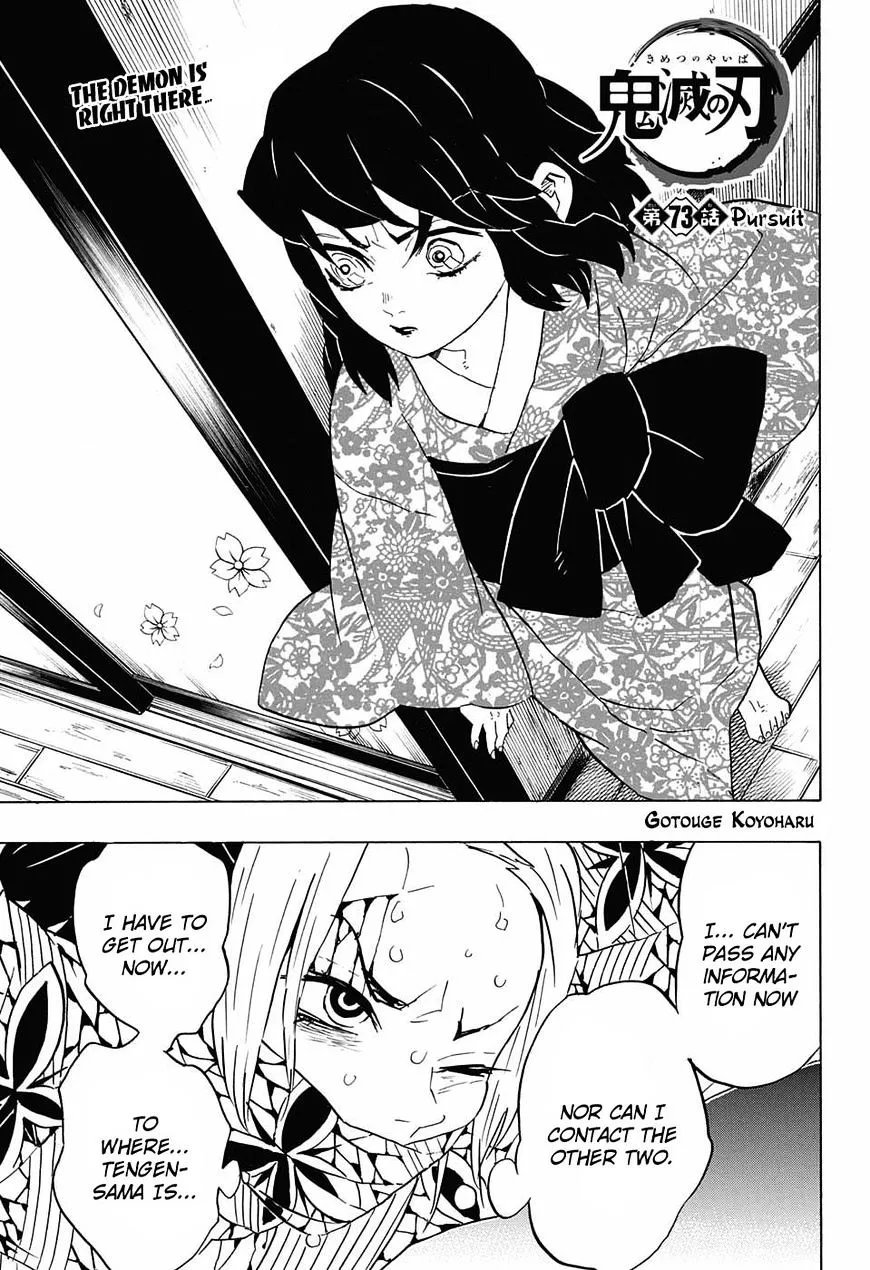 THE DEMON IS
RIGHT THERE...
きめつのやいば
鬼滅の刃
第73話 Pursuit
GOTOUGE KOYOHARU
I... CAN'T
PASS ANY
INFORMA-
TION NOW
NOR CAN I
CONTACT THE
OTHER TWO.
I HAVE TO
GET OUT...
NOW...
TO
WHERE...
TENGEN-
SAMA IS...